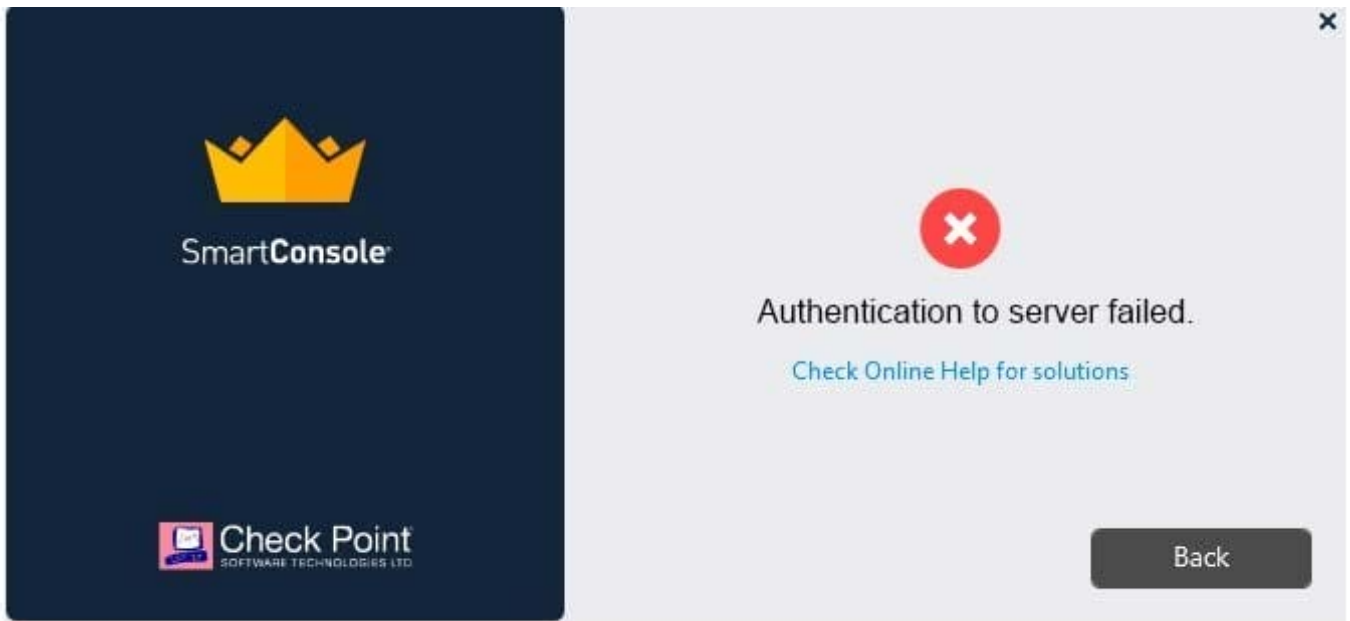 SmartConsole
Check Point
SOFTWARE TECHNOLOGIES LTD
Authentication to server failed.
Check Online Help for solutions
Back